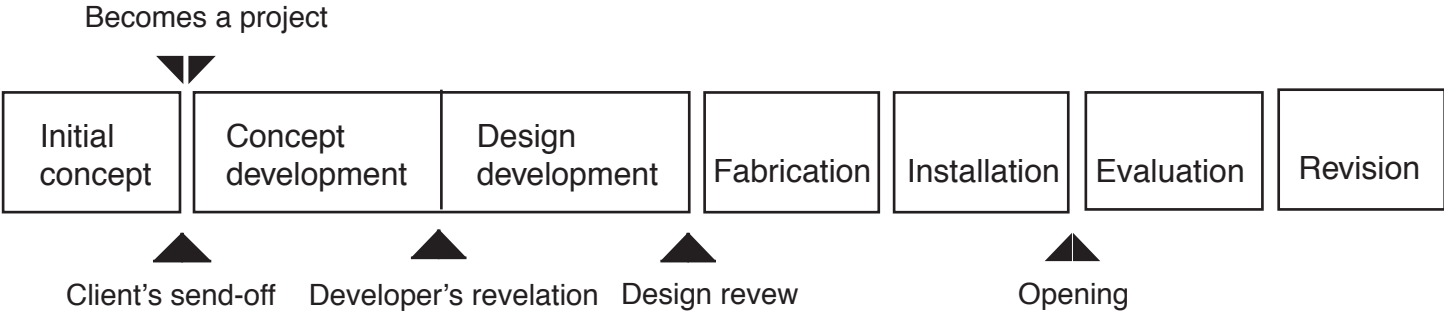 Becomes a project
Initial
concept
Concept
development
Design
development
Fabrication
Installation
Evaluation
Revision
Client's send-off
Developer's revelation
Design revew
Opening